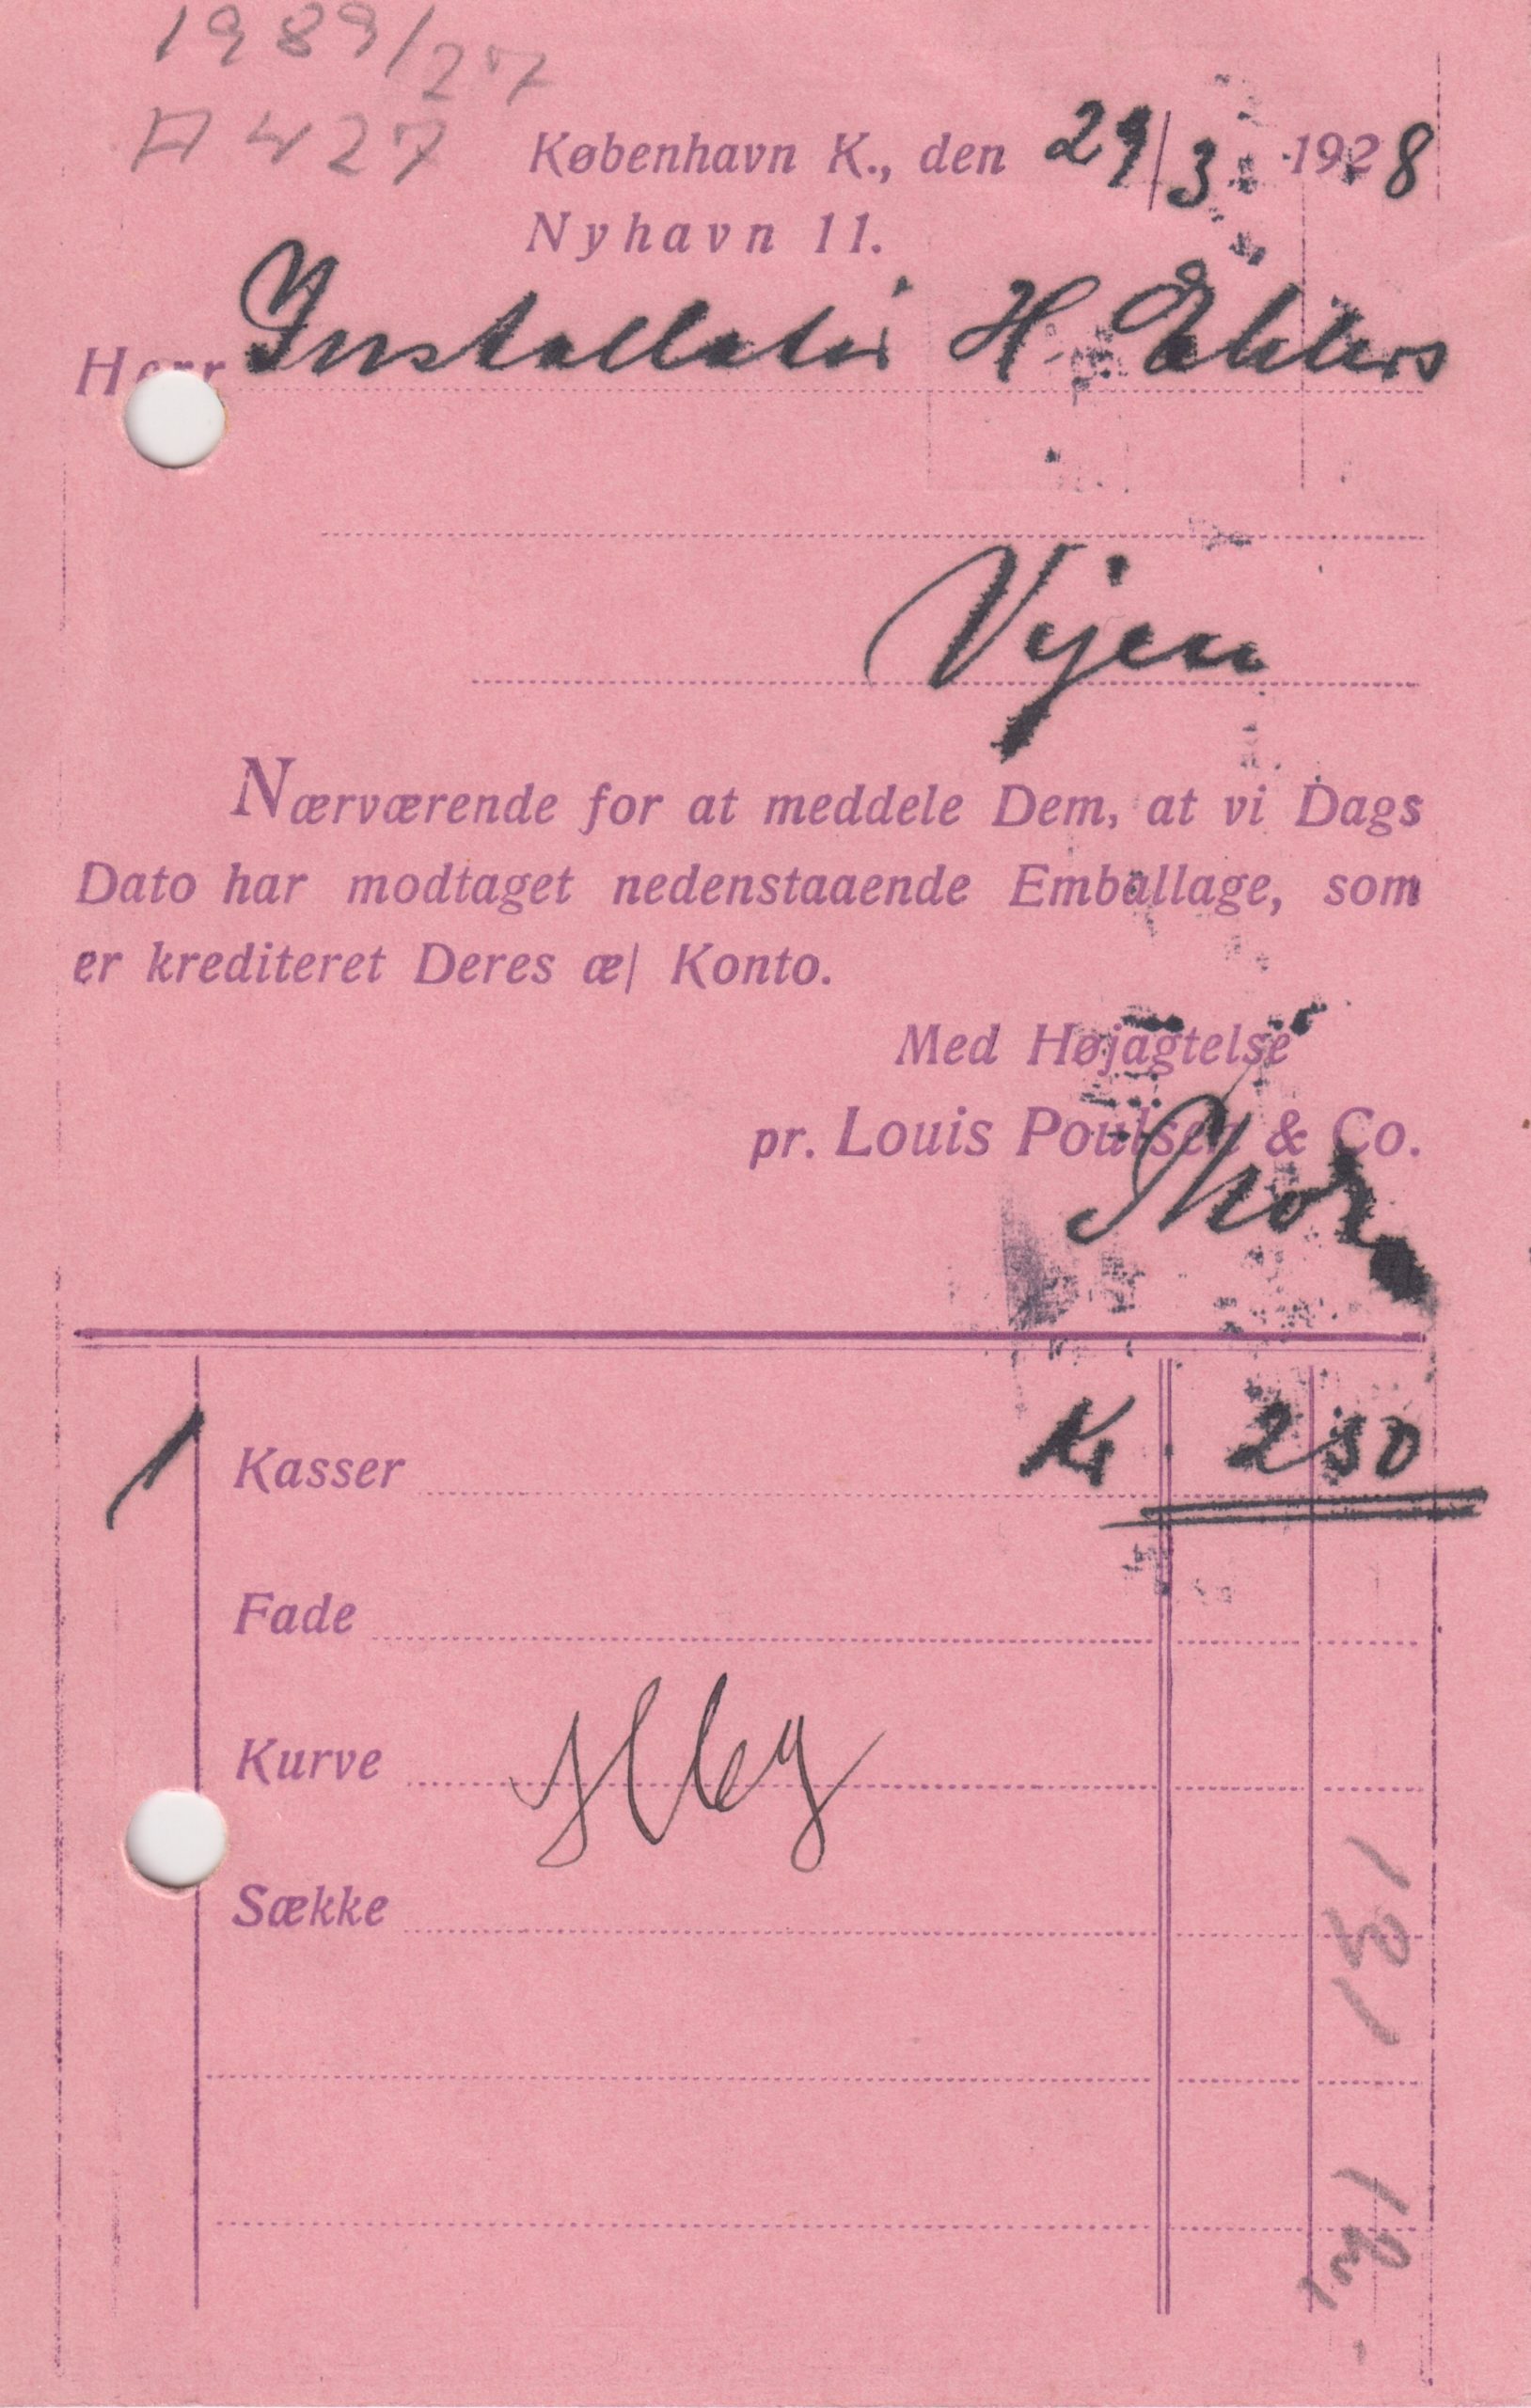 1989/27
A427
København K., den 29/3 1928
Nyhavn 11.
Herr Installatør H. Ehlers
Vejen
Nærværende for at meddele Dem, at vi Dags
Dato har modtaget nedenstaaende Emballage, som
er krediteret Deres æ/ Konto.
Med Højagtelse
pr. Louis Poulsen & Co.
1 Kasser Kr 2 50
Fade
Kurve
Sække